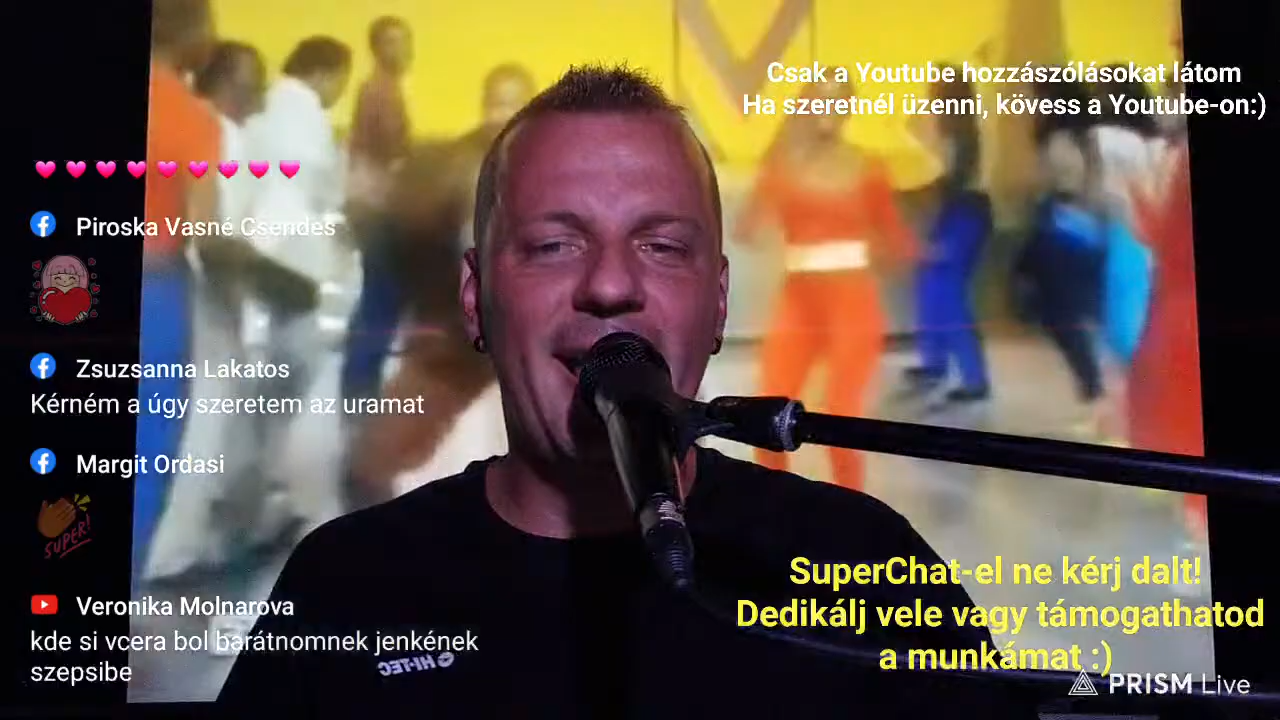 Csak a Youtube hozzászólásokat látom
Ha szeretnél üzenni, kövess a Youtube-on:)
Piroska Vasné Csendes
Zsuzsanna Lakatos
Kérném a úgy szeretem az uramat
Margit Ordasi
SUPER!
Veronika Molnarova
kde si vcera bol barátnomnek jenkének
szepsibe
HI-TEC
SuperChat-el ne kérj dalt!
Dedikálj vele vagy támogathatod
a munkámat :)
PRISM Live